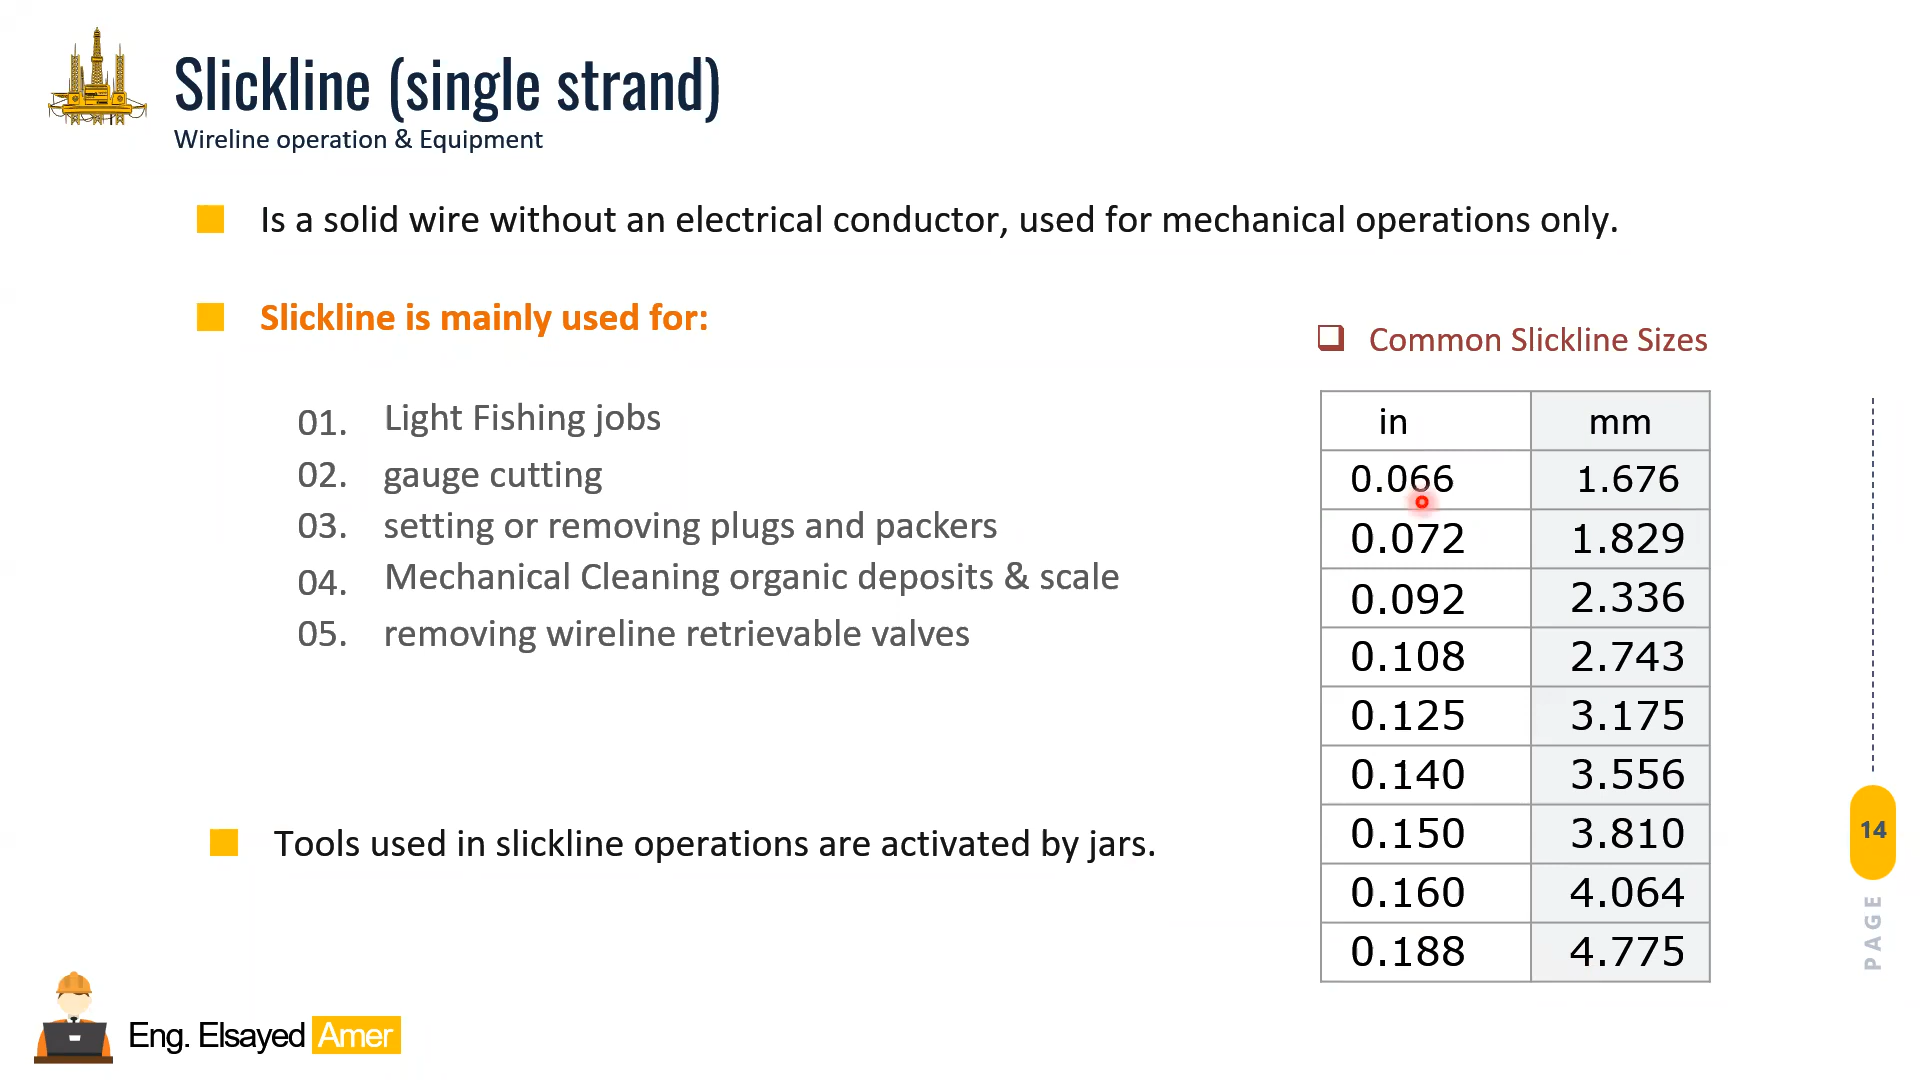 Slickline (single strand)
Wireline operation & Equipment
Is a solid wire without an electrical conductor, used for mechanical operations only.
Slickline is mainly used for:
01. Light Fishing jobs
02. gauge cutting
03. setting or removing plugs and packers
04. Mechanical Cleaning organic deposits & scale
05. removing wireline retrievable valves
Tools used in slickline operations are activated by jars.
Common Slickline Sizes
in mm
0.066 1.676
0.072 1.829
0.092 2.336
0.108 2.743
0.125 3.175
0.140 3.556
0.150 3.810
0.160 4.064
0.188 4.775
14
PAGE
Eng. Elsayed Amer